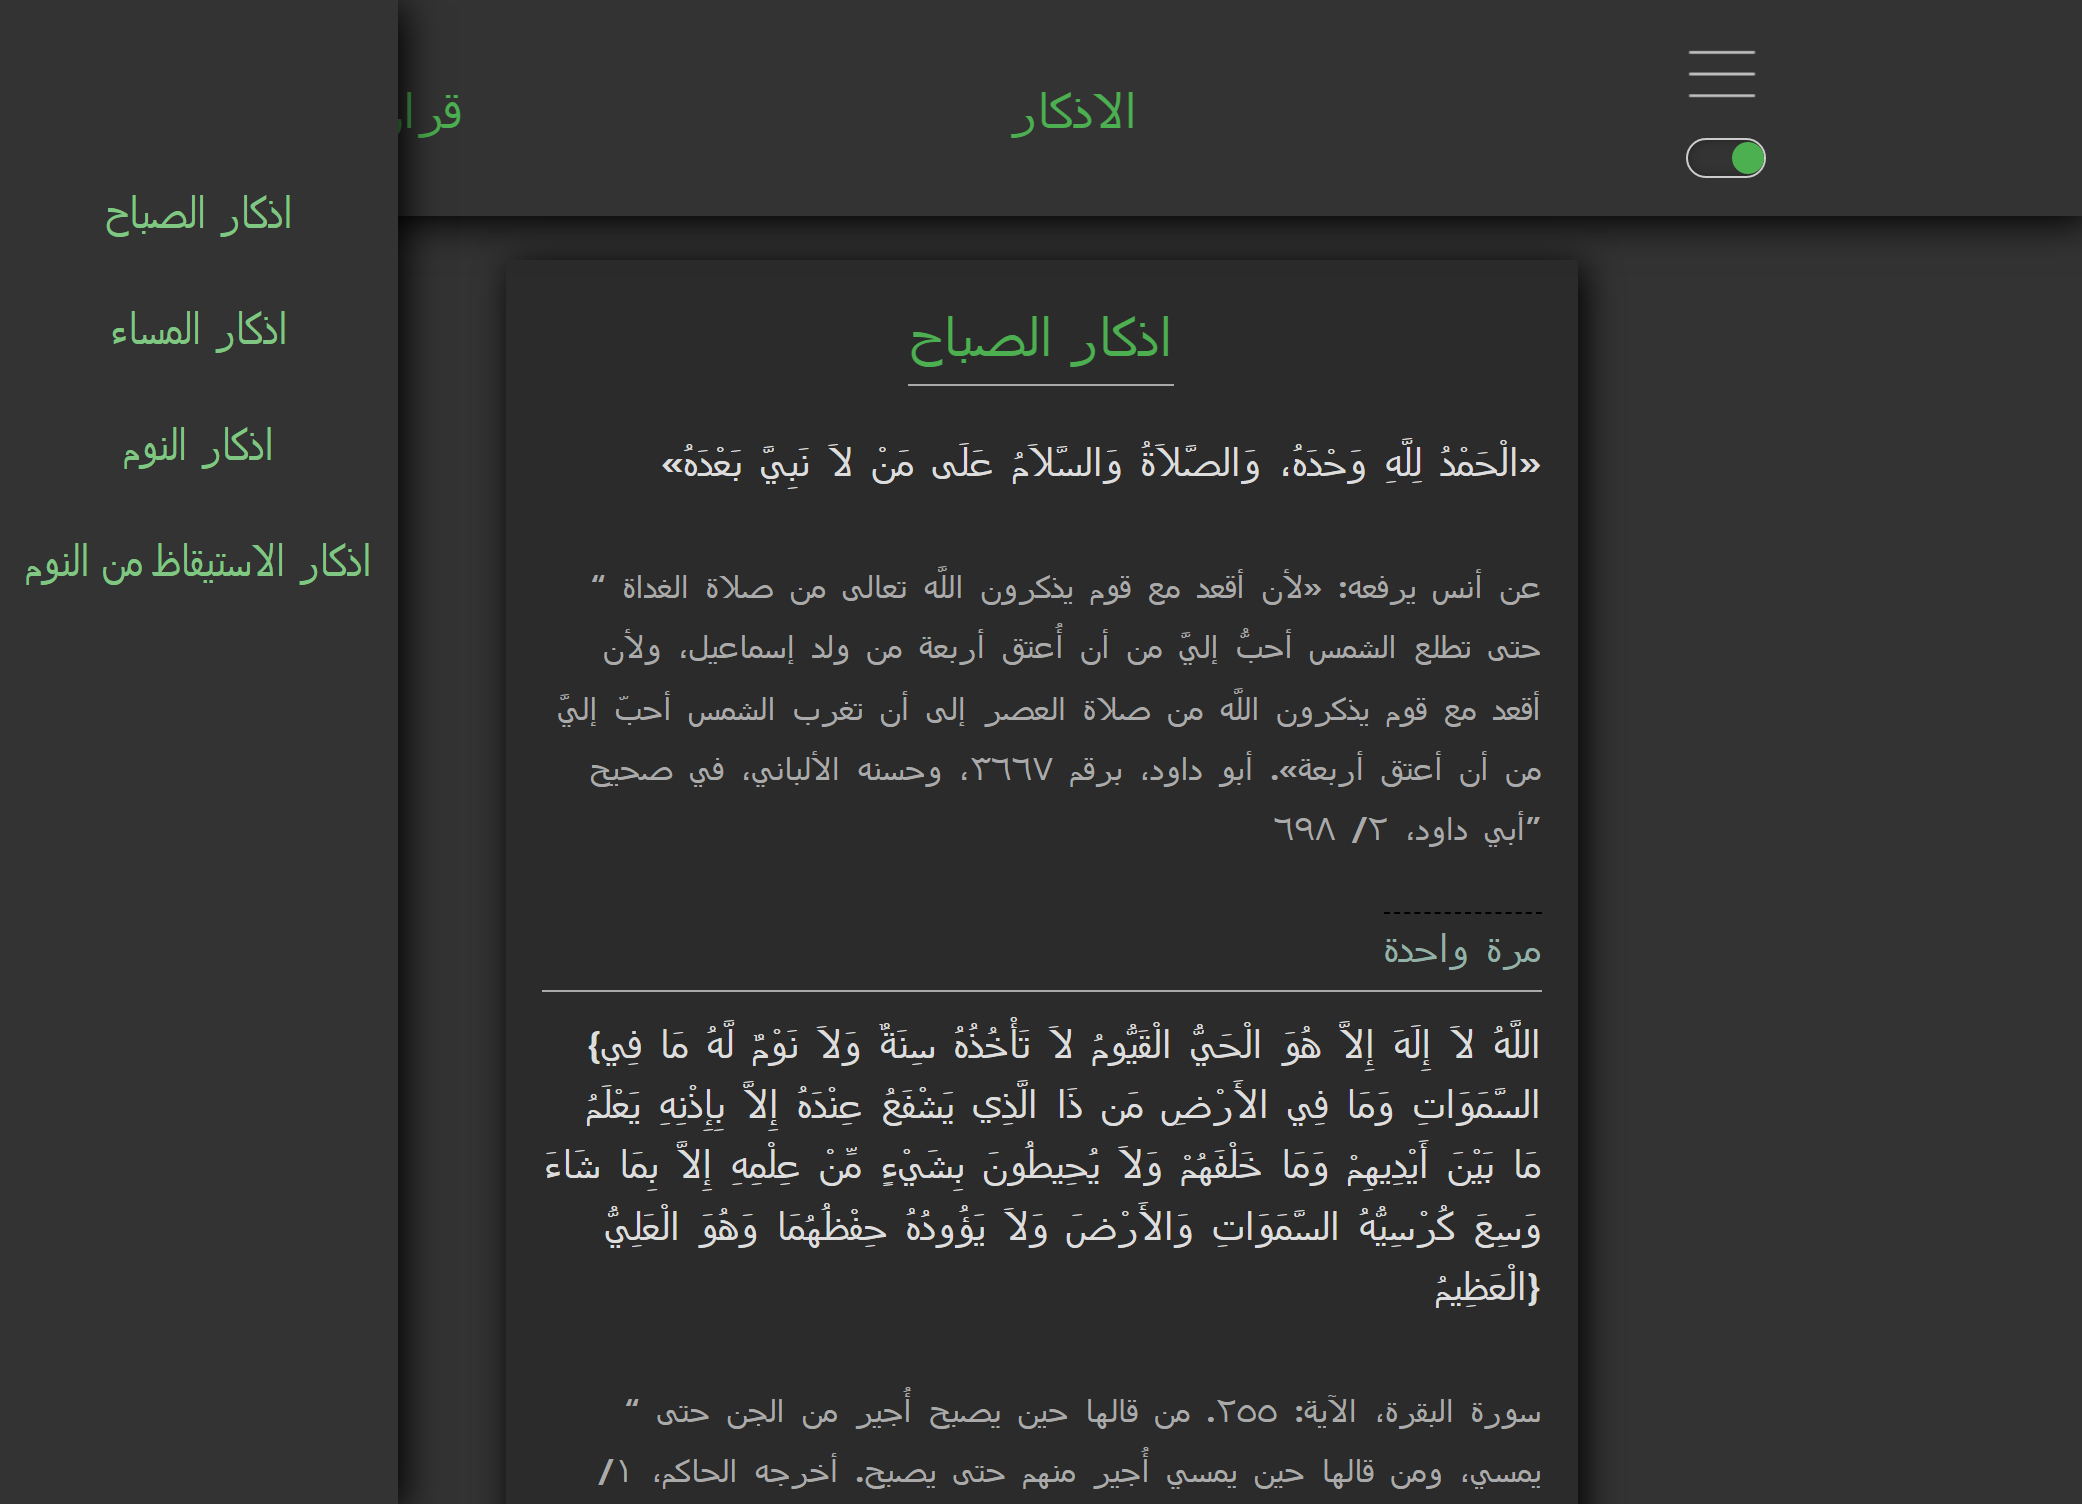 الاذكار
اذكار الصباح
اذكار المساء
اذكار النوم
اذكار الاستيقاظ من النوم
اذكار الصباح
«الْحَمْدُ لِلَّهِ وَحْدَهُ، وَالصَّلاَةُ وَالسَّلاَمُ عَلَى مَنْ لاَ نَبِيَّ بَعْدَهُ»
عن أنس يرفعه: «لأن أقعد مع قوم يذكرون اللَّه تعالى من صلاة الغداة “
حتى تطلع الشمس أحبُّ إليَّ من أن أُعتق أربعة من ولد إسماعيل، ولأن
أقعد مع قوم يذكرون اللَّه من صلاة العصر إلى أن تغرب الشمس أحبّ إليَّ
من أن أعتق أربعة». أبو داود، برقم ٣٦٦٧، وحسنه الألباني، في صحيح
”أبي داود، ٢/ ٦٩٨
مرة واحدة
اللَّهُ لاَ إِلَهَ إِلاَّ هُوَ الْحَيُّ الْقَيُّومُ لاَ تَأْخُذُهُ سِنَةٌ وَلاَ نَوْمٌ لَّهُ مَا فِي}
السَّمَوَاتِ وَمَا فِي الأَرْضِ مَن ذَا الَّذِي يَشْفَعُ عِنْدَهُ إِلاَّ بِإِذْنِهِ يَعْلَمُ
مَا بَيْنَ أَيْدِيهِمْ وَمَا خَلْفَهُمْ وَلاَ يُحِيطُونَ بِشَيْءٍ مِّنْ عِلْمِهِ إِلاَّ بِمَا شَاءَ
وَسِعَ كُرْسِيُّهُ السَّمَوَاتِ وَالأَرْضَ وَلاَ يَؤُودُهُ حِفْظُهُمَا وَهُوَ الْعَلِيُّ
{الْعَظِيمُ
سورة البقرة، الآية: ٢٥٥. من قالها حين يصبح أُجير من الجن حتى “
يمسي، ومن قالها حين يمسي أُجير منهم حتى يصبح. أخرجه الحاكم، ١/